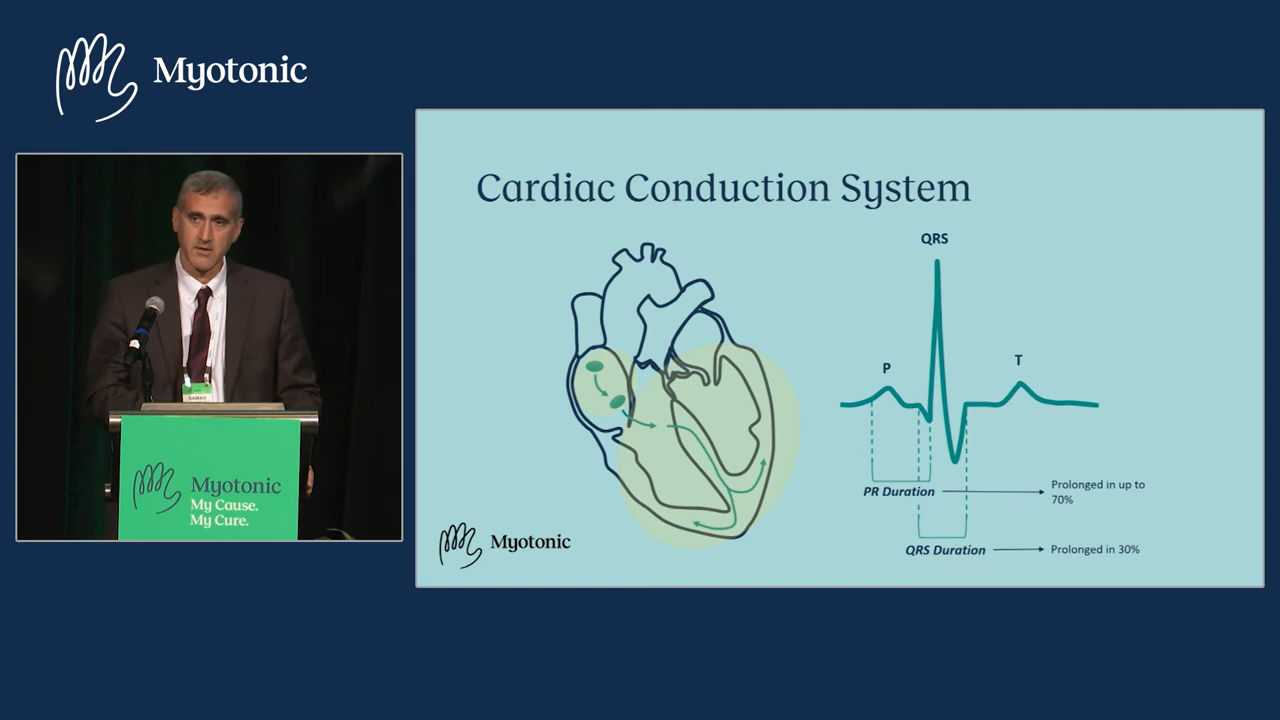 Myotonic
SAMAN
Myotonic
My Cause.
My Cure.
Cardiac Conduction System
QRS
P
T
PR Duration
Prolonged in up to
70%
QRS Duration
Prolonged in 30%
Myotonic